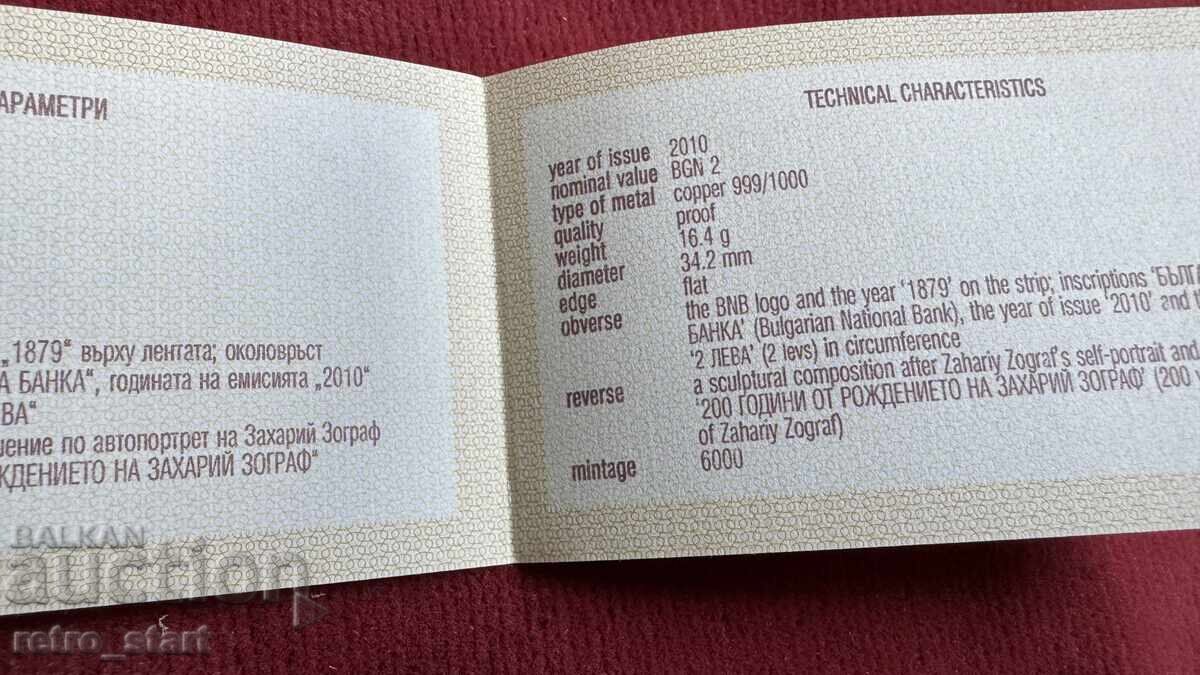 АРАМЕТРИ
„1879“ върху лентата; околовръст
А БАНКА“, годината на емисията „2010“
ВА“
шение по автопортрет на Захарий Зограф
ЖДЕНИЕТО НА ЗАХАРИЙ ЗОГРАФ“
TECHNICAL CHARACTERISTICS
year of issue 2010
nominal value BGN 2
type of metal copper 999/1000
quality proof
weight 16.4 g
diameter 34.2 mm
edge flat
obverse the BNB logo and the year '1879' on the strip; inscriptions 'БЪЛГА
БАНКА' (Bulgarian National Bank), the year of issue '2010' and
'2 ЛЕВА' (2 levs) in circumference
reverse a sculptural composition after Zahariy Zograf's self-portrait and
'200 ГОДИНИ ОТ РОЖДЕНИЕТО НА ЗАХАРИЙ ЗОГРАФ' (200
of Zahariy Zograf)
mintage 6000
BALKAN
auction
retro_start